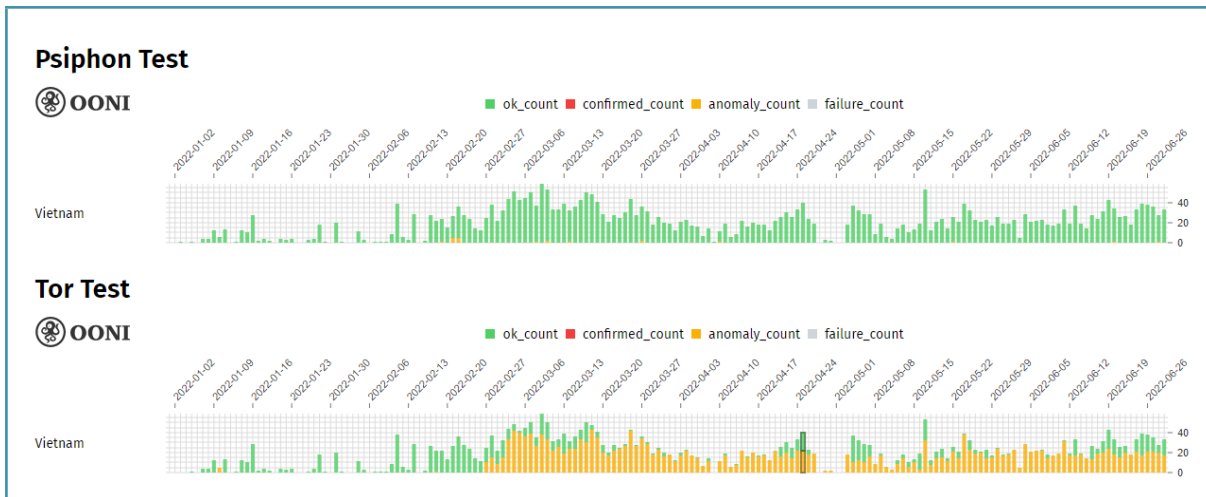 Psiphon Test
OONI
ok_count confirmed_count anomaly_count failure_count
2022-01-02 2022-01-09 2022-01-16 2022-01-23 2022-01-30 2022-02-06 2022-02-13 2022-02-20 2022-02-27 2022-03-06 2022-03-13 2022-03-20 2022-03-27 2022-04-03 2022-04-10 2022-04-17 2022-04-24 2022-05-01 2022-05-08 2022-05-15 2022-05-22 2022-05-29 2022-06-05 2022-06-12 2022-06-19 2022-06-26
Vietnam
40
20
0
Tor Test
OONI
ok_count confirmed_count anomaly_count failure_count
2022-01-02 2022-01-09 2022-01-16 2022-01-23 2022-01-30 2022-02-06 2022-02-13 2022-02-20 2022-02-27 2022-03-06 2022-03-13 2022-03-20 2022-03-27 2022-04-03 2022-04-10 2022-04-17 2022-04-24 2022-05-01 2022-05-08 2022-05-15 2022-05-22 2022-05-29 2022-06-05 2022-06-12 2022-06-19 2022-06-26
Vietnam
40
20
0